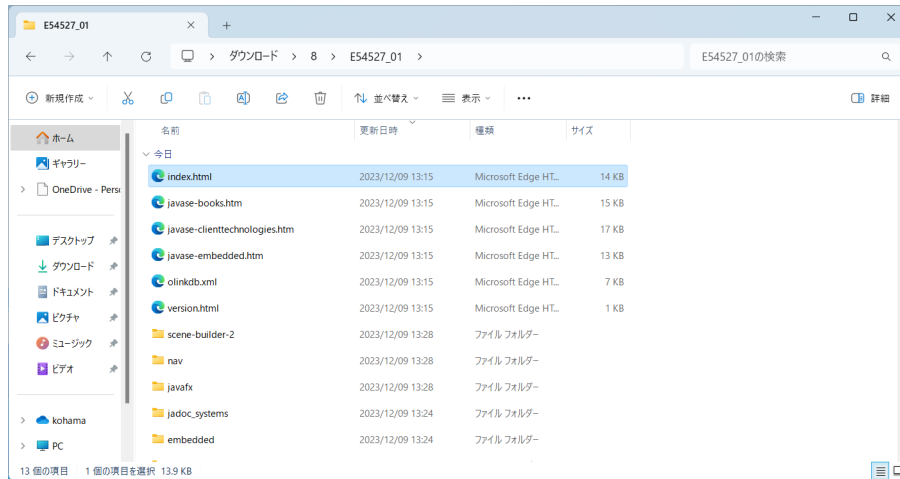 E54527_01
ダウンロード > 8 > E54527_01 >
E54527_01の検索
新規作成
並べ替え
表示
詳細
ホーム
ギャラリー
OneDrive - Perso
デスクトップ
ダウンロード
ドキュメント
ピクチャ
ミュージック
ビデオ
kohama
PC
名前 更新日時 種類 サイズ
今日
index.html 2023/12/09 13:15 Microsoft Edge HT... 14 KB
javase-books.htm 2023/12/09 13:15 Microsoft Edge HT... 15 KB
javase-clienttechnologies.htm 2023/12/09 13:15 Microsoft Edge HT... 17 KB
javase-embedded.htm 2023/12/09 13:15 Microsoft Edge HT... 13 KB
olinkdb.xml 2023/12/09 13:15 Microsoft Edge HT... 7 KB
version.html 2023/12/09 13:15 Microsoft Edge HT... 1 KB
scene-builder-2 2023/12/09 13:28 ファイル フォルダー
nav 2023/12/09 13:28 ファイル フォルダー
javafx 2023/12/09 13:28 ファイル フォルダー
jadoc_systems 2023/12/09 13:24 ファイル フォルダー
embedded 2023/12/09 13:24 ファイル フォルダー
13 個の項目 1 個の項目を選択 13.9 KB